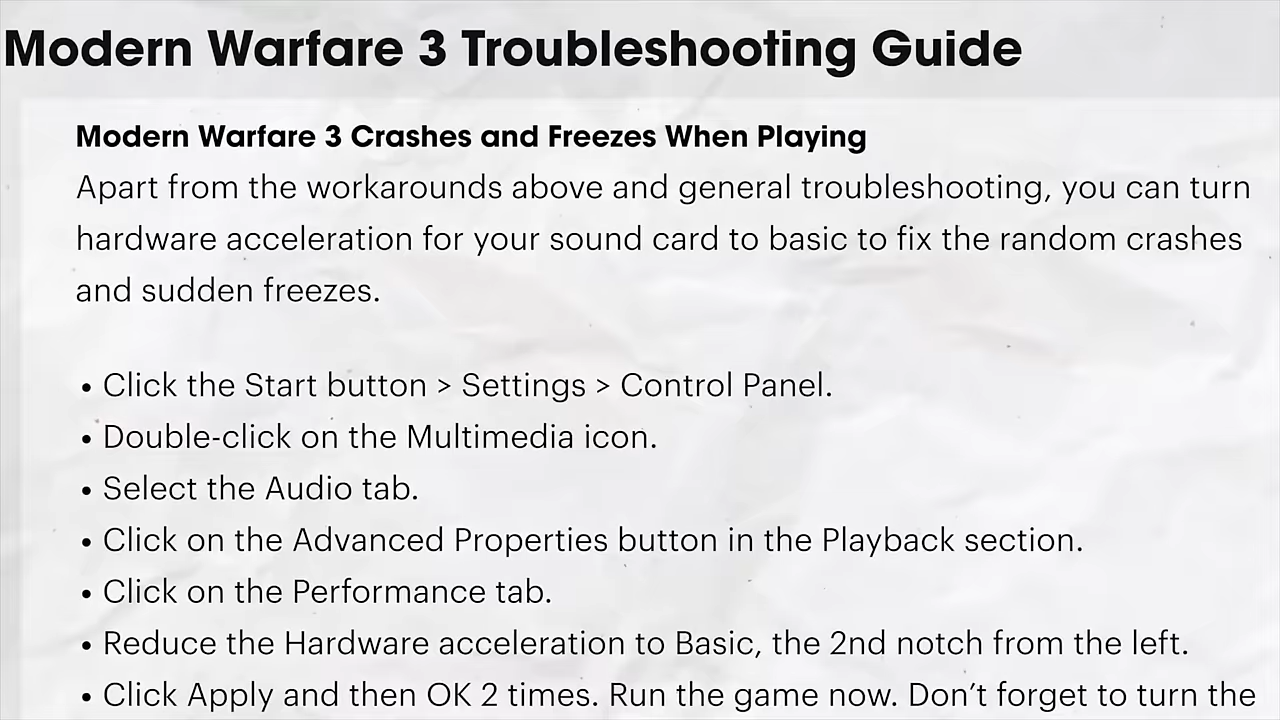 Modern Warfare 3 Troubleshooting Guide
Modern Warfare 3 Crashes and Freezes When Playing
Apart from the workarounds above and general troubleshooting, you can turn
hardware acceleration for your sound card to basic to fix the random crashes
and sudden freezes.
• Click the Start button > Settings > Control Panel.
• Double-click on the Multimedia icon.
• Select the Audio tab.
• Click on the Advanced Properties button in the Playback section.
• Click on the Performance tab.
• Reduce the Hardware acceleration to Basic, the 2nd notch from the left.
• Click Apply and then OK 2 times. Run the game now. Don’t forget to turn the